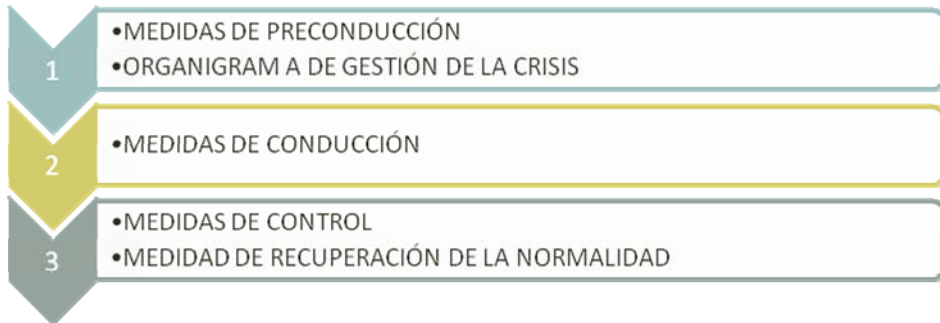 1
•MEDIDAS DE PRECONDUCCIÓN
•ORGANIGRAM A DE GESTIÓN DE LA CRISIS
2
•MEDIDAS DE CONDUCCIÓN
3
•MEDIDAS DE CONTROL
•MEDIDAD DE RECUPERACIÓN DE LA NORMALIDAD